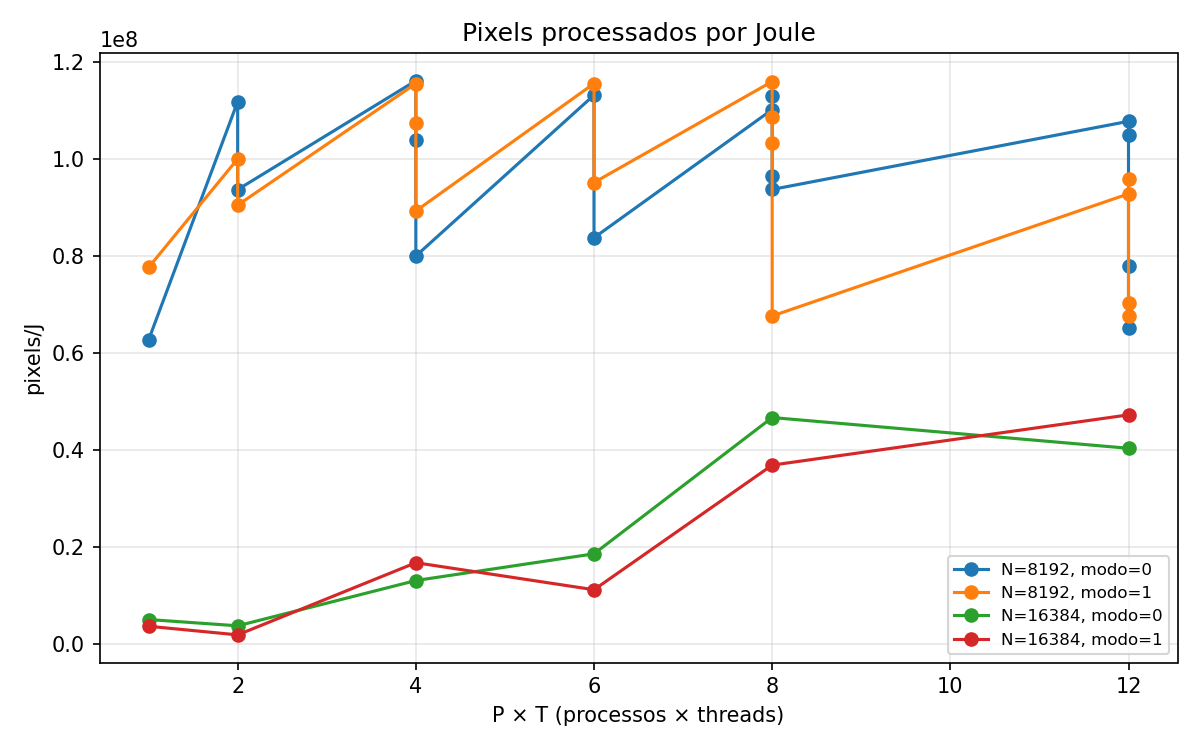 Pixels processados por Joule
1e8
1.2
1.0
0.8
0.6
0.4
0.2
0.0
pixels/J
2 4 6 8 10 12
P × T (processos × threads)
N=8192, modo=0
N=8192, modo=1
N=16384, modo=0
N=16384, modo=1